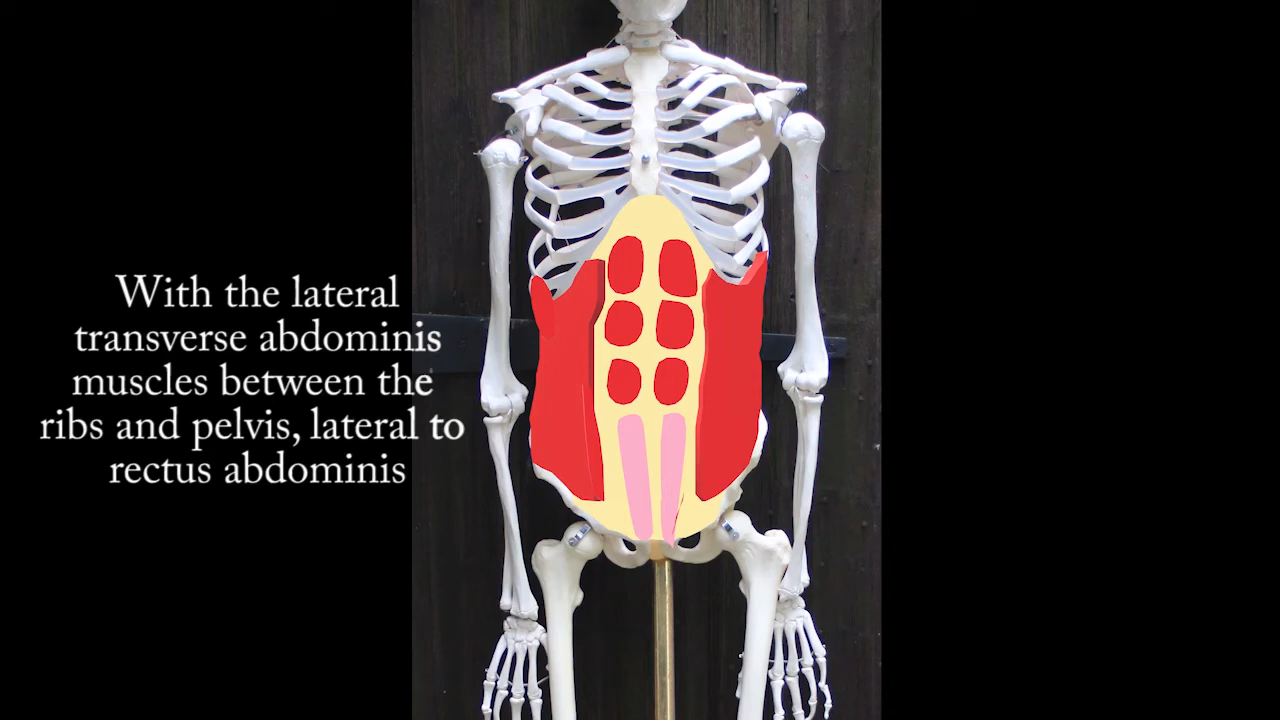 With the lateral
transverse abdominis
muscles between the
ribs and pelvis, lateral to
rectus abdominis